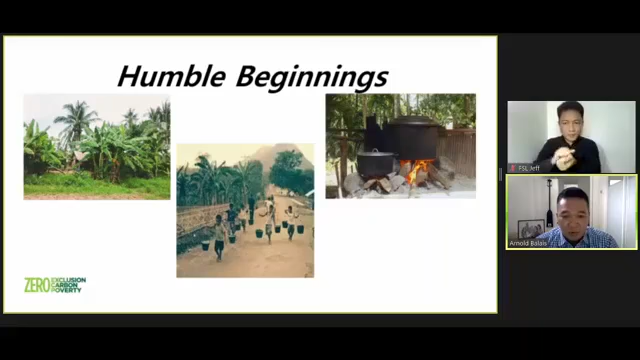 Humble Beginnings
ZERO EXCLUSION
CARBON
POVERTY
FSL Jeff
Arnold Balais